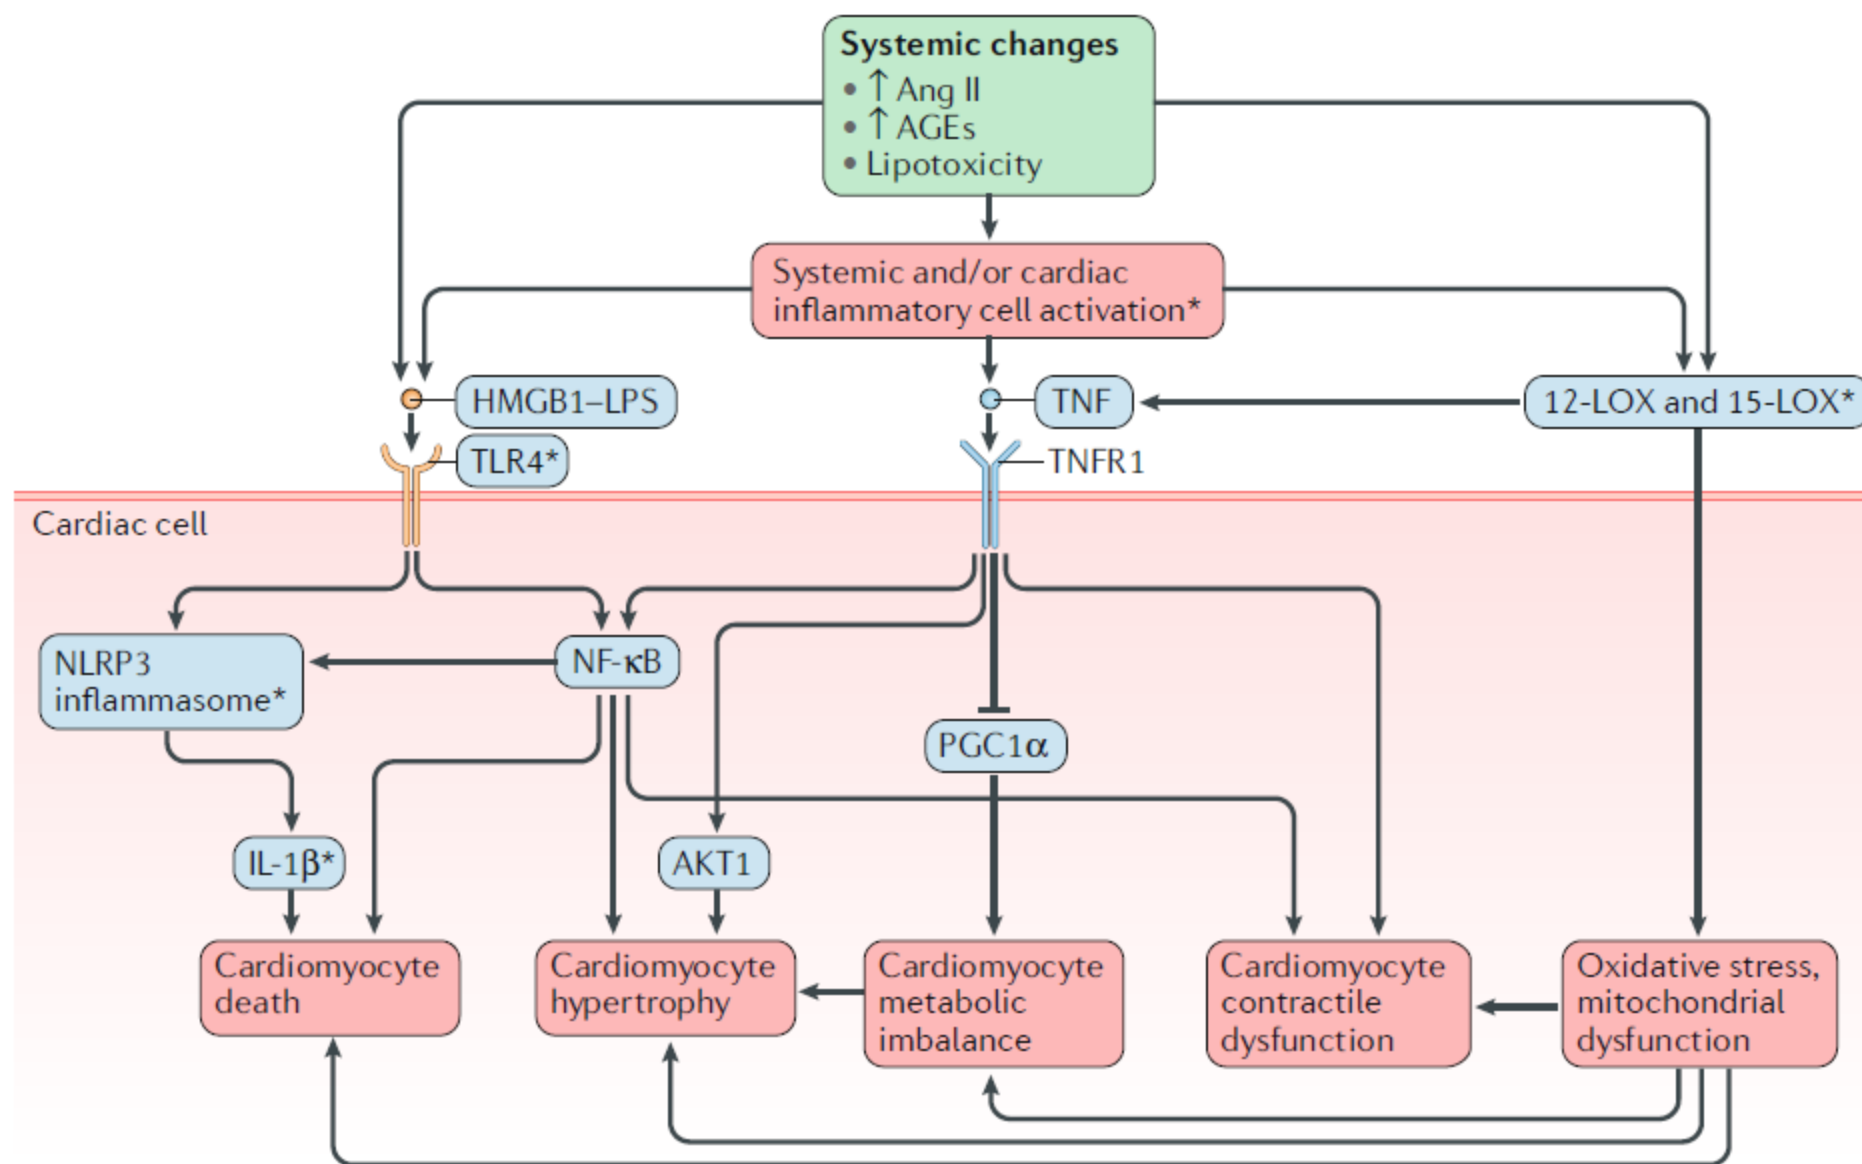 Systemic changes
• ↑ Ang II
• ↑ AGEs
• Lipotoxicity
Systemic and/or cardiac
inflammatory cell activation*
HMGB1–LPS
TNF
12-LOX and 15-LOX*
TLR4*
TNFR1
Cardiac cell
NLRP3
inflammasome*
NF-κB
PGC1α
IL-1β*
AKT1
Cardiomyocyte
death
Cardiomyocyte
hypertrophy
Cardiomyocyte
metabolic
imbalance
Cardiomyocyte
contractile
dysfunction
Oxidative stress,
mitochondrial
dysfunction